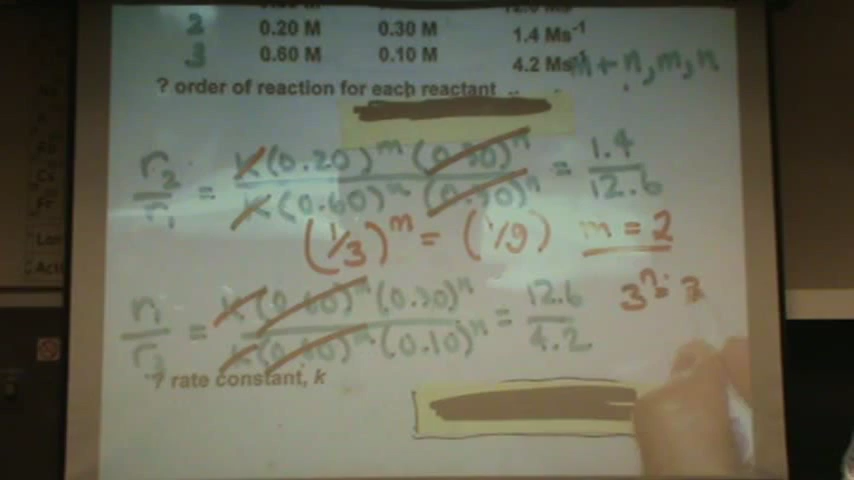 2 0.20 M 0.30 M 1.4 Ms-1
3 0.60 M 0.10 M 4.2 Ms-1
m + n, m, n
? order of reaction for each reactant
r2/r1 = k(0.20)^m (0.30)^n / k(0.60)^m (0.30)^n = 1.4/12.6
(1/3)^m = (1/9) m = 2
r1/r3 = k(0.60)^m (0.30)^n / k(0.60)^m (0.10)^n = 12.6/4.2
3^n = 3
? rate constant, k